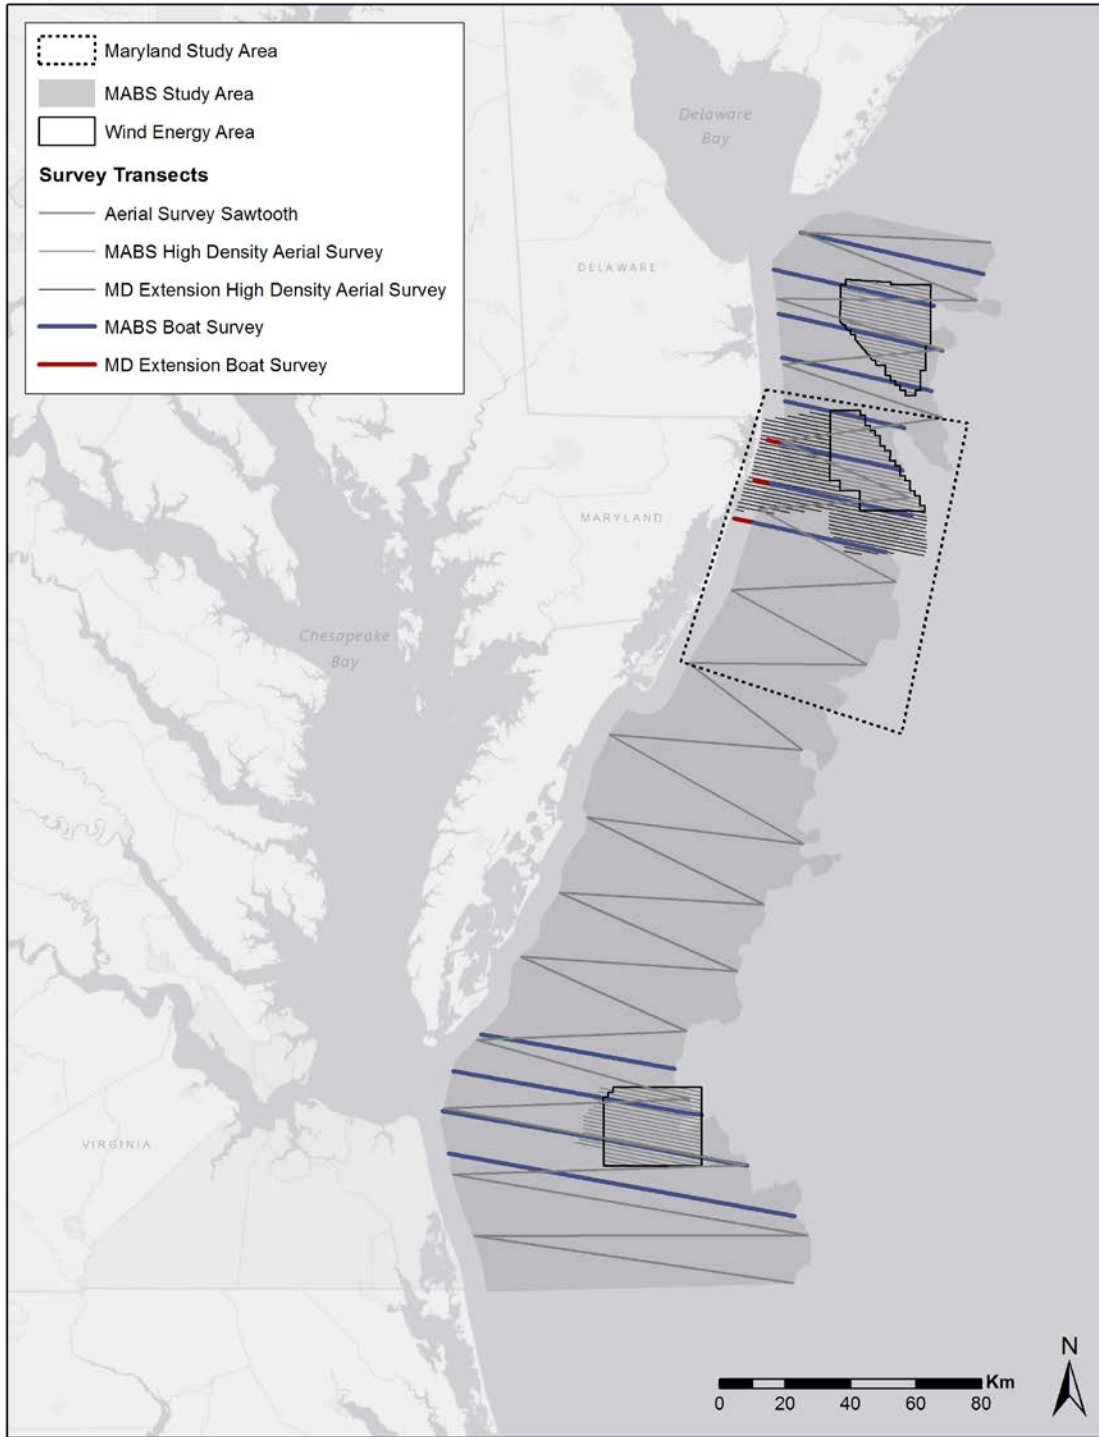 Maryland Study Area
MABS Study Area
Wind Energy Area
Survey Transects
Aerial Survey Sawtooth
MABS High Density Aerial Survey
MD Extension High Density Aerial Survey
MABS Boat Survey
MD Extension Boat Survey
Delaware
Bay
DELAWARE
MARYLAND
Chesapeake
Bay
VIRGINIA
N
Km
0 20 40 60 80